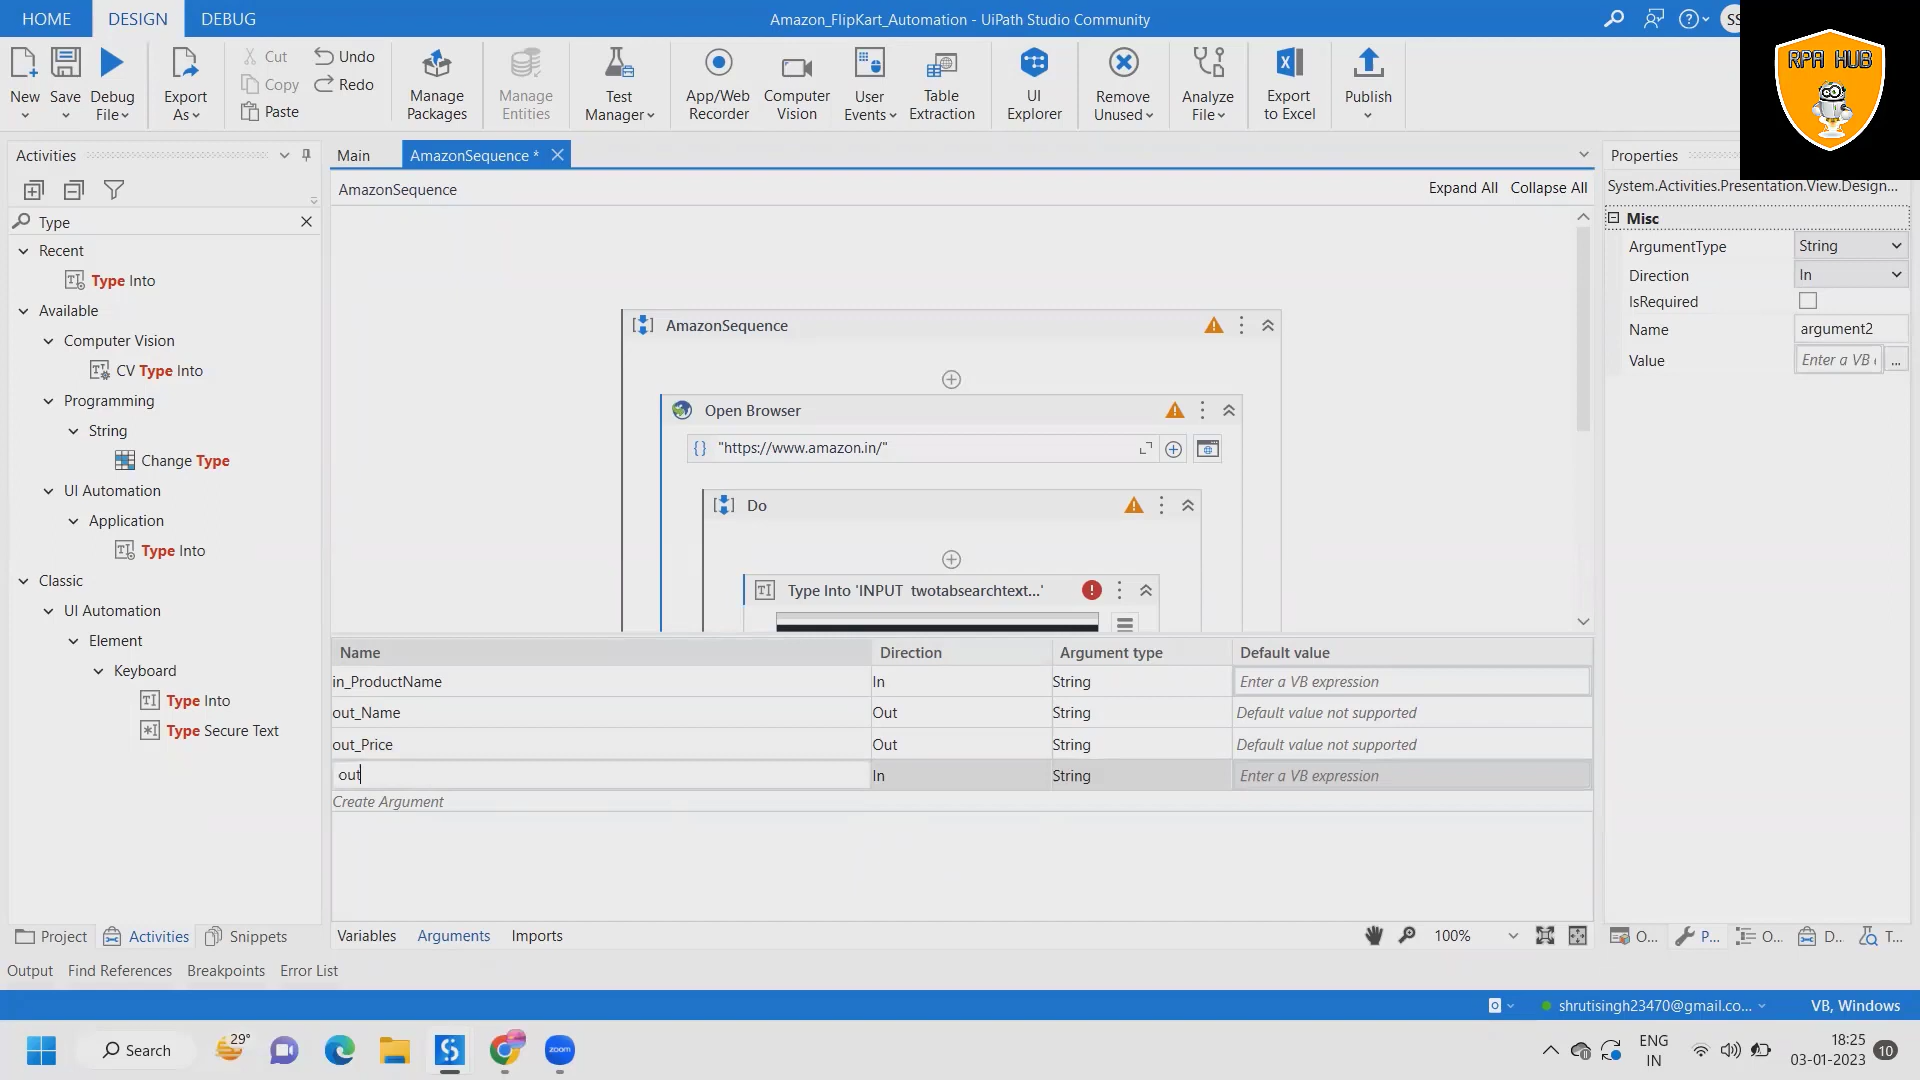 HOME DESIGN DEBUG Amazon_FlipKart_Automation - UiPath Studio Community
RPA HUB
New Save Debug File Export As Cut Copy Paste Undo Redo Manage Packages Manage Entities Test Manager App/Web Recorder Computer Vision User Events Table Extraction UI Explorer Remove Unused Analyze File Export to Excel Publish
Activities
Type
Recent
Type Into
Available
Computer Vision
CV Type Into
Programming
String
Change Type
UI Automation
Application
Type Into
Classic
UI Automation
Element
Keyboard
Type Into
Type Secure Text
Project Activities Snippets
Main AmazonSequence *
AmazonSequence Expand All Collapse All
AmazonSequence
Open Browser
"https://www.amazon.in/"
Do
Type Into 'INPUT twotabsearchtext...'
Name Direction Argument type Default value
in_ProductName In String Enter a VB expression
out_Name Out String Default value not supported
out_Price Out String Default value not supported
out In String Enter a VB expression
Create Argument
Variables Arguments Imports 100%
Properties
System.Activities.Presentation.View.Design...
Misc
ArgumentType String
Direction In
IsRequired
Name argument2
Value Enter a VB ...
O... P... O... D... T...
Output Find References Breakpoints Error List
shrutisingh23470@gmail.co... VB, Windows
29° Search zoom ENG IN 18:25 03-01-2023 10